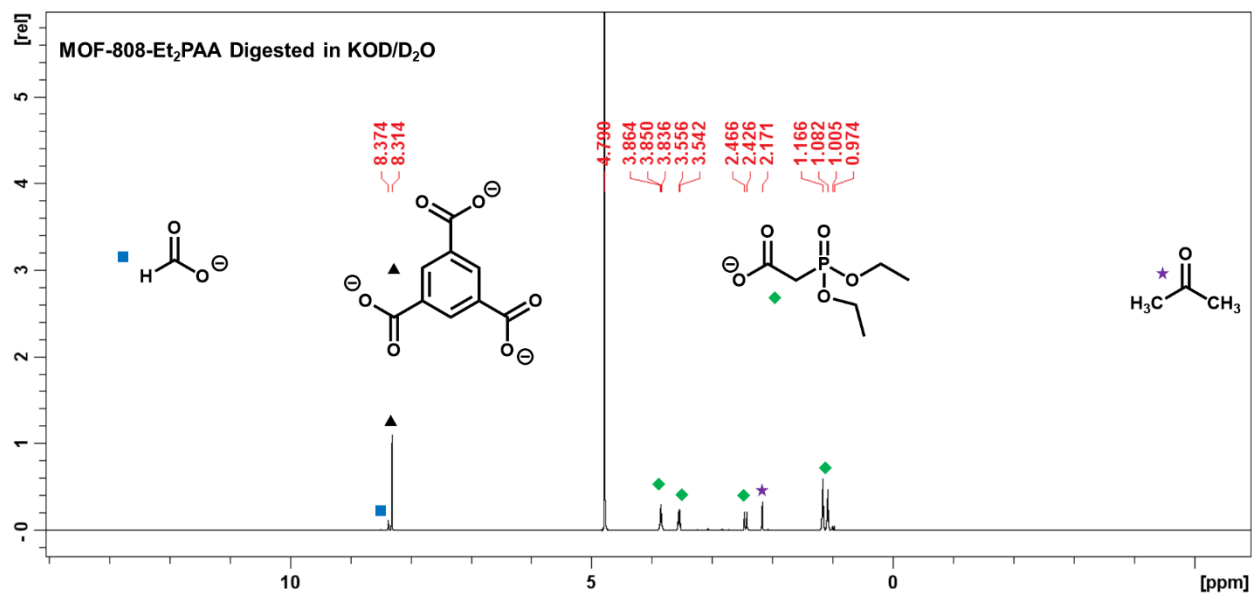 [rel]
MOF-808-Et₂PAA Digested in KOD/D₂O
5
4
3
2
1
0
8.374
8.314
4.790
3.864
3.850
3.836
3.556
3.542
2.466
2.426
2.171
1.166
1.082
1.005
0.974
O
H
O
⊖
O
O
⊖
⊖
O
O
O
O
⊖
O
O
⊖
O
P
O
O
O
H₃C
CH₃
10
5
0
[ppm]